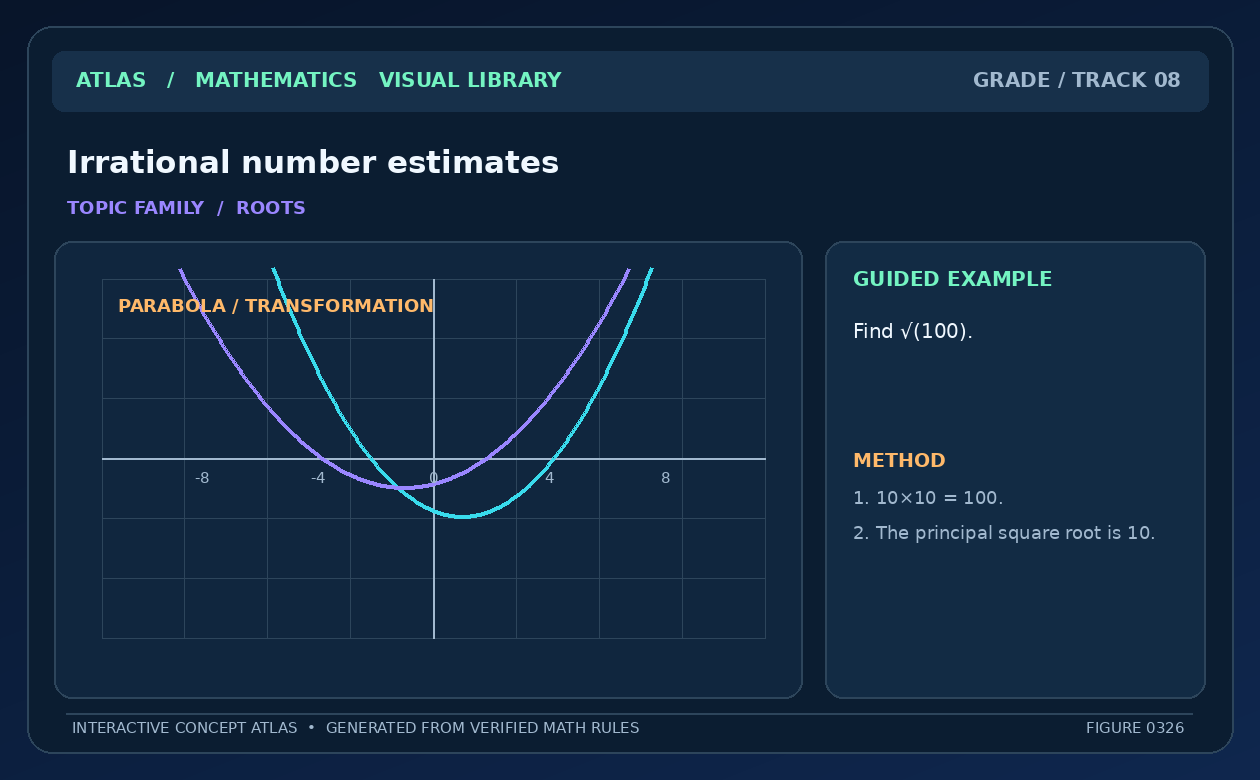 ATLAS / MATHEMATICS VISUAL LIBRARY
GRADE / TRACK 08
Irrational number estimates
TOPIC FAMILY / ROOTS
PARABOLA / TRANSFORMATION
-8 -4 0 4 8
GUIDED EXAMPLE
Find √(100).
METHOD
1. 10×10 = 100.
2. The principal square root is 10.
INTERACTIVE CONCEPT ATLAS • GENERATED FROM VERIFIED MATH RULES
FIGURE 0326